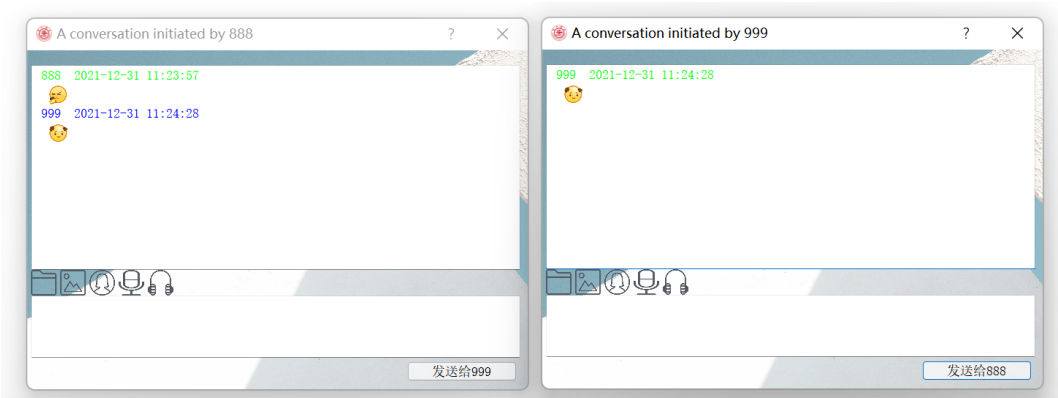 A conversation initiated by 888
888 2021-12-31 11:23:57
999 2021-12-31 11:24:28
发送给999
A conversation initiated by 999
999 2021-12-31 11:24:28
发送给888